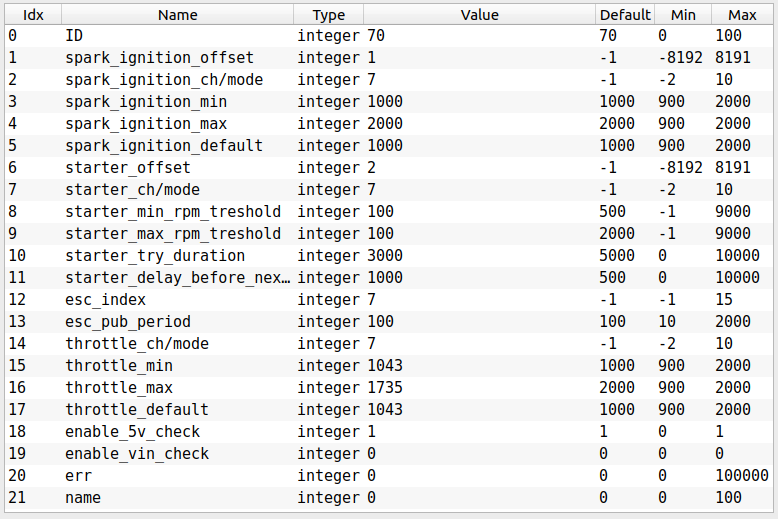 Idx Name Type Value Default Min Max
0 ID integer 70 70 0 100
1 spark_ignition_offset integer 1 -1 -8192 8191
2 spark_ignition_ch/mode integer 7 -1 -2 10
3 spark_ignition_min integer 1000 1000 900 2000
4 spark_ignition_max integer 2000 2000 900 2000
5 spark_ignition_default integer 1000 1000 900 2000
6 starter_offset integer 2 -1 -8192 8191
7 starter_ch/mode integer 7 -1 -2 10
8 starter_min_rpm_treshold integer 100 500 -1 9000
9 starter_max_rpm_treshold integer 100 2000 -1 9000
10 starter_try_duration integer 3000 5000 0 10000
11 starter_delay_before_nex… integer 1000 500 0 10000
12 esc_index integer 7 -1 -1 15
13 esc_pub_period integer 100 100 10 2000
14 throttle_ch/mode integer 7 -1 -2 10
15 throttle_min integer 1043 1000 900 2000
16 throttle_max integer 1735 2000 900 2000
17 throttle_default integer 1043 1000 900 2000
18 enable_5v_check integer 1 1 0 1
19 enable_vin_check integer 0 0 0 0
20 err integer 0 0 0 100000
21 name integer 0 0 0 100